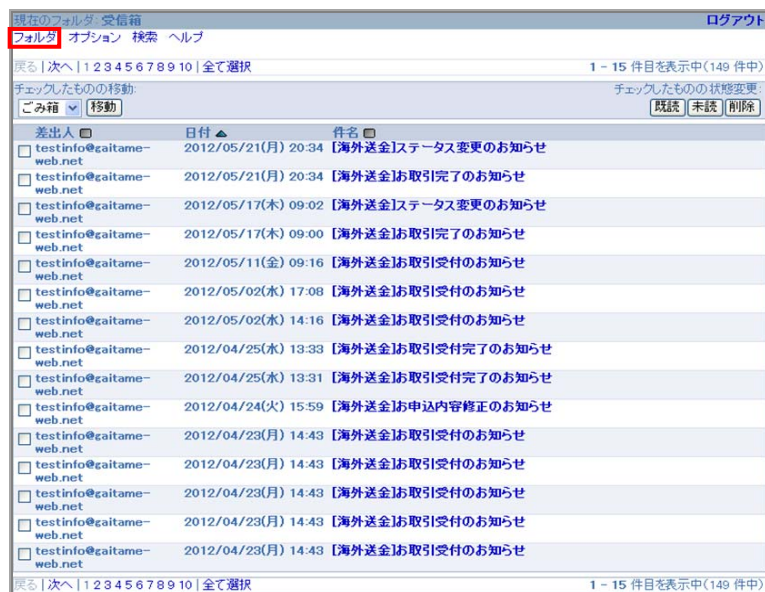 現在のフォルダ: 受信箱 ログアウト
フォルダ オプション 検索 ヘルプ
戻る | 次へ | 1 2 3 4 5 6 7 8 9 10 | 全て選択 1 - 15 件目を表示中(149 件中)
チェックしたものの移動: チェックしたものの状態変更:
ごみ箱 移動 既読 未読 削除
差出人 日付 件名
testinfo@gaitame- 2012/05/21(月) 20:34 [海外送金]ステータス変更のお知らせ
web.net
testinfo@gaitame- 2012/05/21(月) 20:34 [海外送金]お取引完了のお知らせ
web.net
testinfo@gaitame- 2012/05/17(木) 09:02 [海外送金]ステータス変更のお知らせ
web.net
testinfo@gaitame- 2012/05/17(木) 09:00 [海外送金]お取引完了のお知らせ
web.net
testinfo@gaitame- 2012/05/11(金) 09:16 [海外送金]お取引受付のお知らせ
web.net
testinfo@gaitame- 2012/05/02(水) 17:08 [海外送金]お取引受付のお知らせ
web.net
testinfo@gaitame- 2012/05/02(水) 14:16 [海外送金]お取引受付のお知らせ
web.net
testinfo@gaitame- 2012/04/25(水) 13:33 [海外送金]お取引受付完了のお知らせ
web.net
testinfo@gaitame- 2012/04/25(水) 13:31 [海外送金]お取引受付完了のお知らせ
web.net
testinfo@gaitame- 2012/04/24(火) 15:59 [海外送金]お申込内容修正のお知らせ
web.net
testinfo@gaitame- 2012/04/23(月) 14:43 [海外送金]お取引受付のお知らせ
web.net
testinfo@gaitame- 2012/04/23(月) 14:43 [海外送金]お取引受付のお知らせ
web.net
testinfo@gaitame- 2012/04/23(月) 14:43 [海外送金]お取引受付のお知らせ
web.net
testinfo@gaitame- 2012/04/23(月) 14:43 [海外送金]お取引受付のお知らせ
web.net
testinfo@gaitame- 2012/04/23(月) 14:43 [海外送金]お取引受付のお知らせ
web.net
戻る | 次へ | 1 2 3 4 5 6 7 8 9 10 | 全て選択 1 - 15 件目を表示中(149 件中)